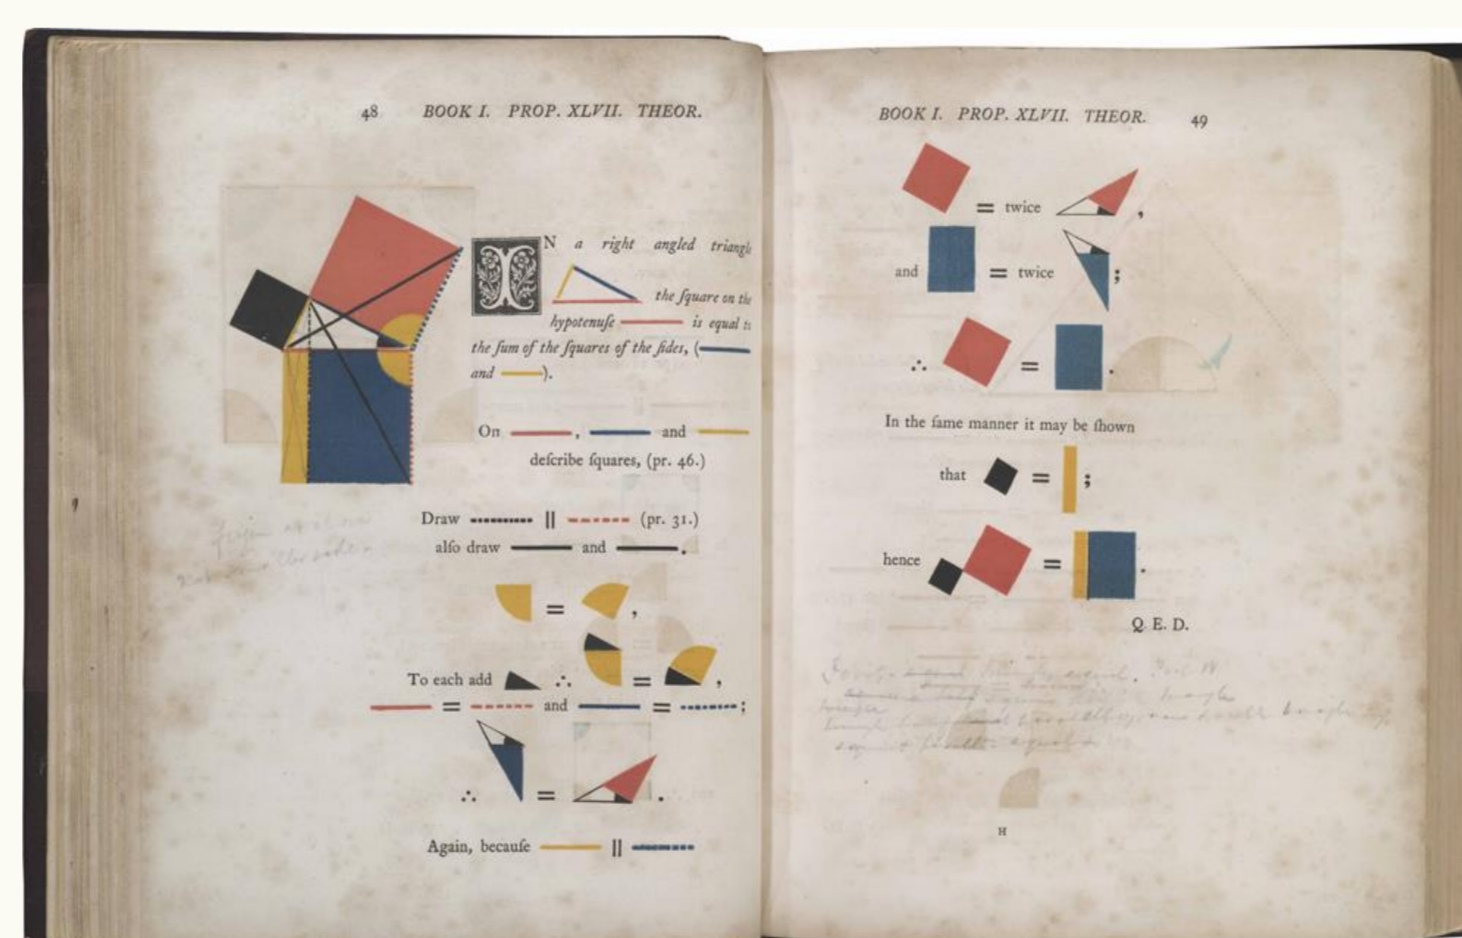 48 BOOK I. PROP. XLVII. THEOR.
IN a right angled triangle
the ſquare on the
hypotenuſe is equal to
the ſum of the ſquares of the ſides, (
and ).
On , and
deſcribe ſquares, (pr. 46.)
Draw || (pr. 31.)
alſo draw and .
= ,
To each add ∴ = ,
= and = ;
∴ = .
Again, becauſe ||
BOOK I. PROP. XLVII. THEOR. 49
= twice ,
and = twice ;
∴ = .
In the ſame manner it may be ſhown
that = ;
hence = .
Q. E. D.
H